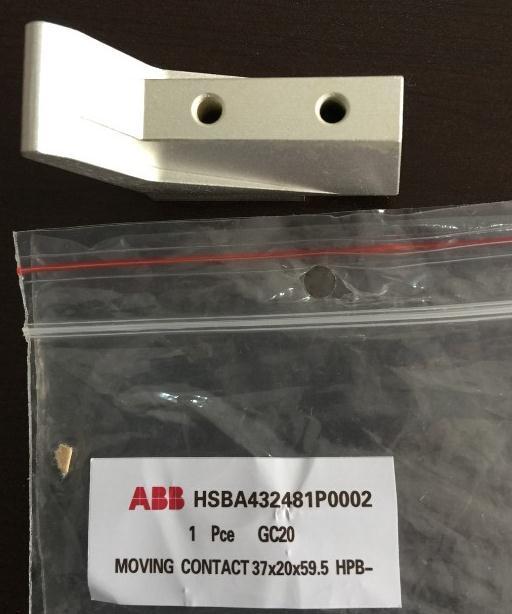 ABB HSBA432481P0002
1 Pce GC20
MOVING CONTACT 37x20x59.5 HPB-